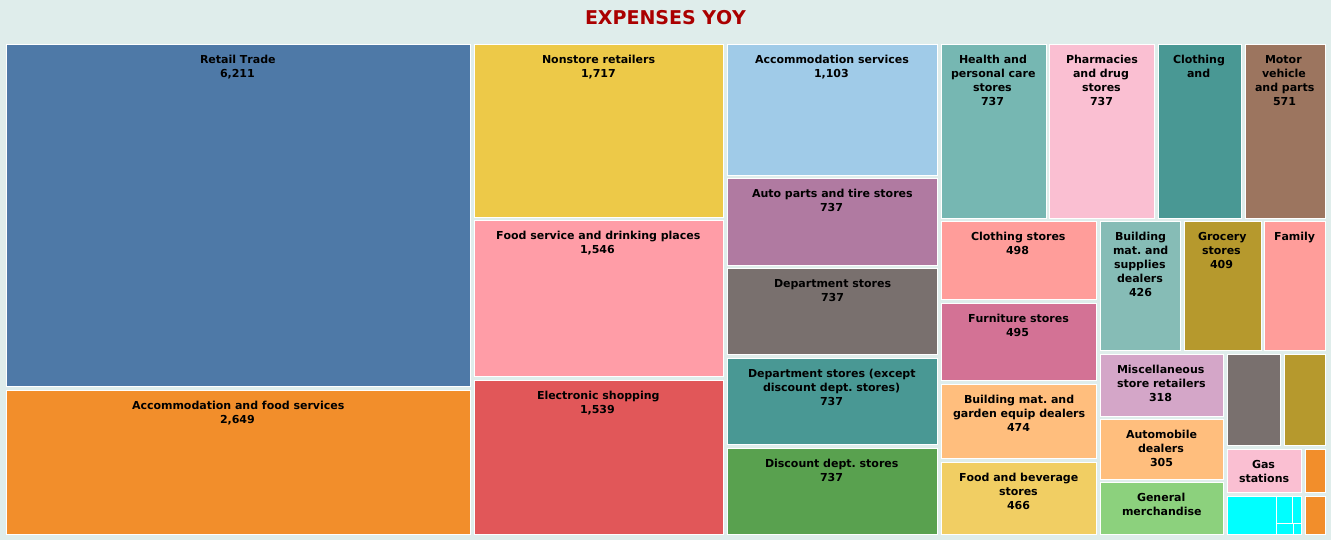 EXPENSES YOY
Retail Trade
6,211
Accommodation and food services
2,649
Nonstore retailers
1,717
Food service and drinking places
1,546
Electronic shopping
1,539
Accommodation services
1,103
Auto parts and tire stores
737
Department stores
737
Department stores (except
discount dept. stores)
737
Discount dept. stores
737
Health and
personal care
stores
737
Pharmacies
and drug
stores
737
Clothing
and
Motor
vehicle
and parts
571
Clothing stores
498
Furniture stores
495
Building mat. and
garden equip dealers
474
Food and beverage
stores
466
Building
mat. and
supplies
dealers
426
Grocery
stores
409
Family
Miscellaneous
store retailers
318
Automobile
dealers
305
General
merchandise
Gas
stations